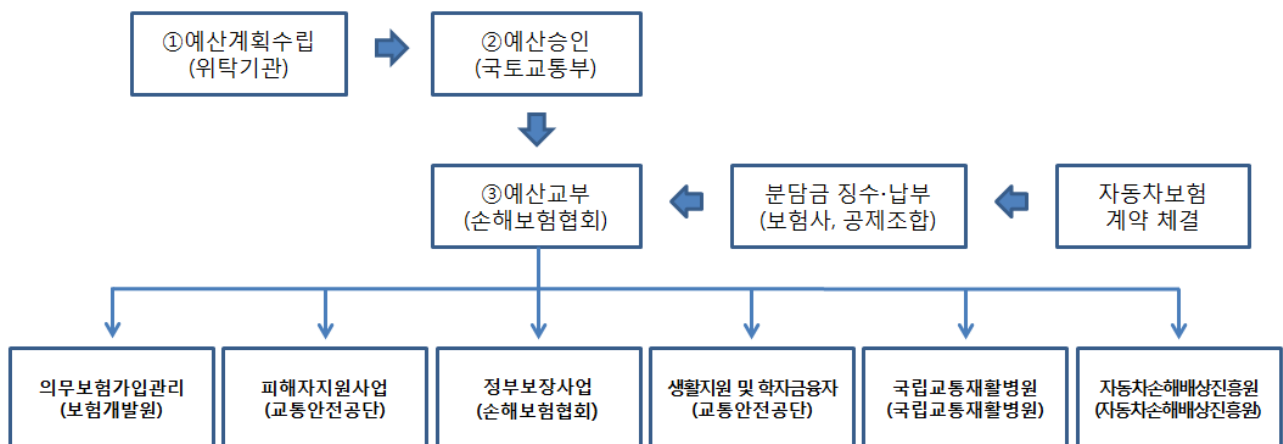 ①예산계획수립
(위탁기관)
②예산승인
(국토교통부)
③예산교부
(손해보험협회)
분담금 징수·납부
(보험사, 공제조합)
자동차보험
계약 체결
의무보험가입관리
(보험개발원)
피해자지원사업
(교통안전공단)
정부보장사업
(손해보험협회)
생활지원 및 학자금융자
(교통안전공단)
국립교통재활병원
(국립교통재활병원)
자동차손해배상진흥원
(자동차손해배상진흥원)